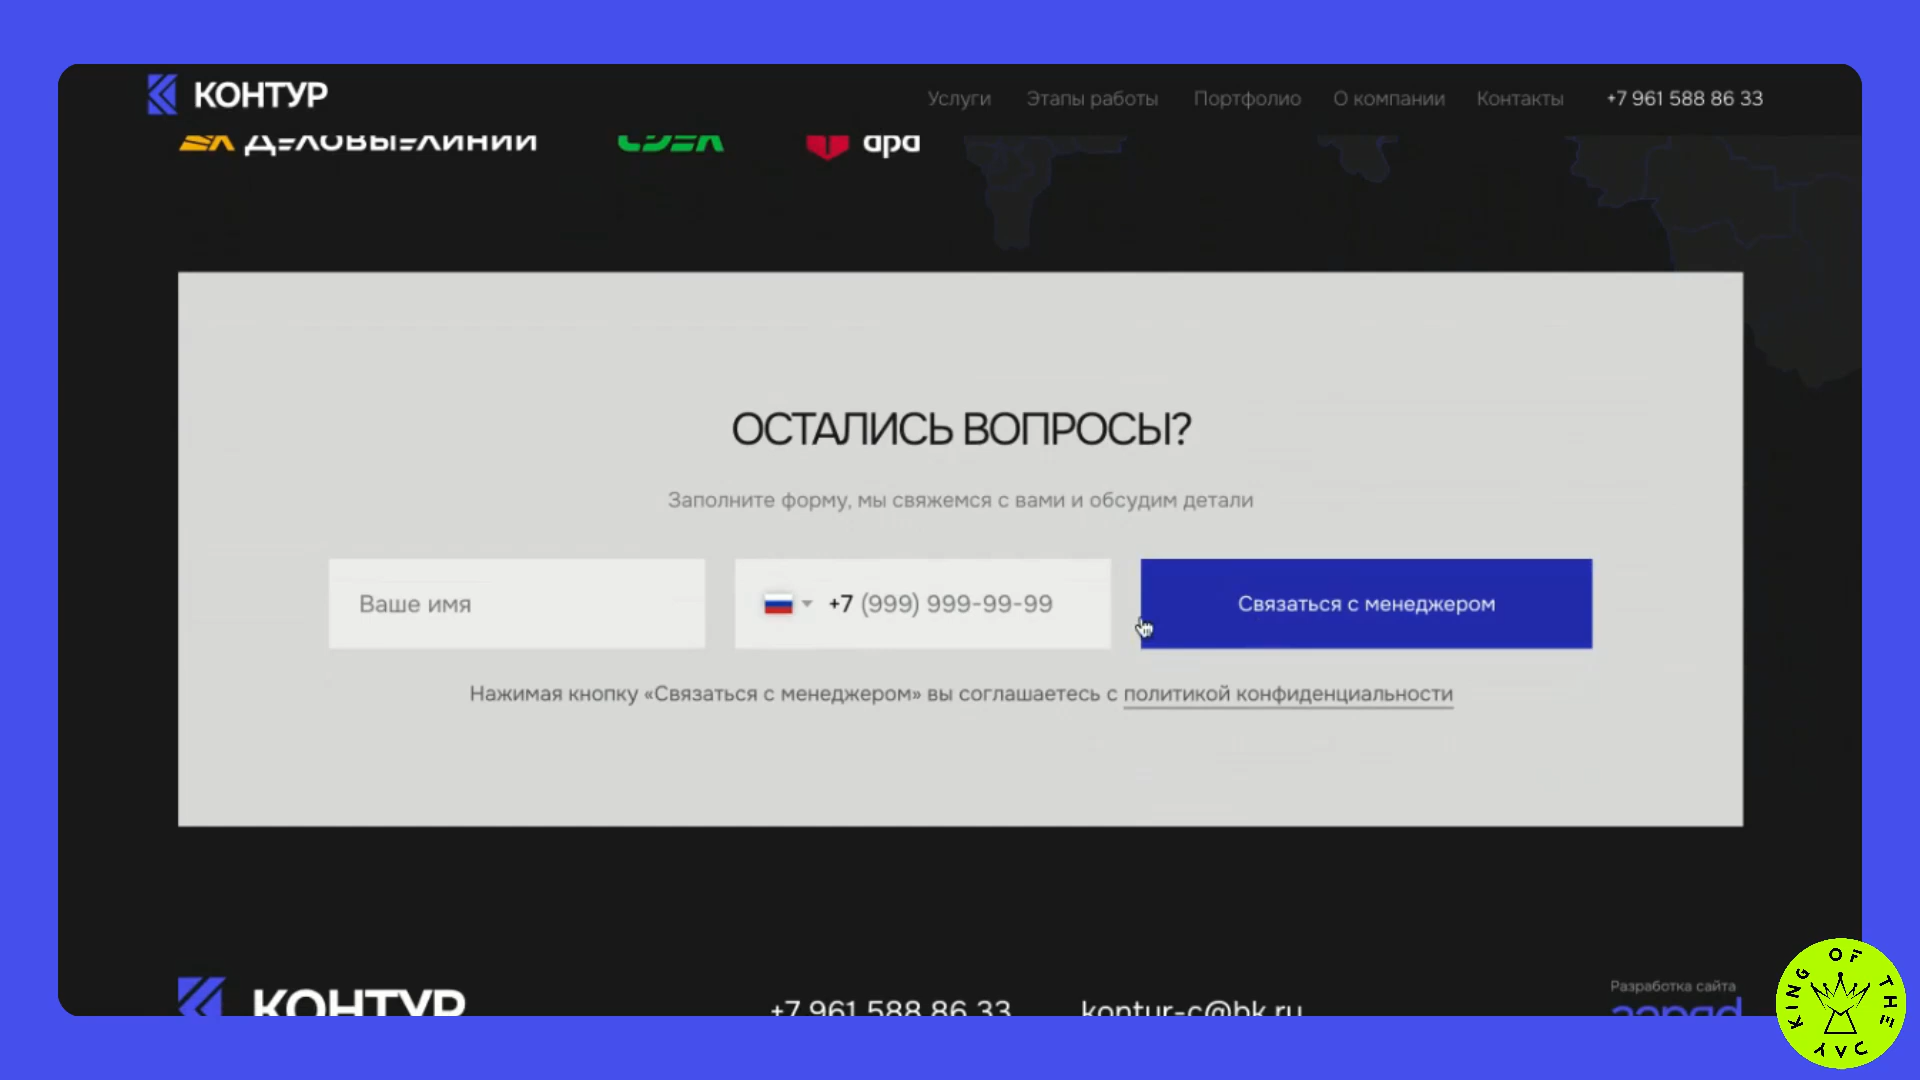 КОНТУР
Услуги Этапы работы Портфолио О компании Контакты +7 961 588 86 33
ДЕЛОВЫЕ ЛИНИИ CDEK dpd
ОСТАЛИСЬ ВОПРОСЫ?
Заполните форму, мы свяжемся с вами и обсудим детали
Ваше имя +7 (999) 999-99-99 Связаться с менеджером
Нажимая кнопку «Связаться с менеджером» вы соглашаетесь с политикой конфиденциальности
Разработка сайта
КОНТУР +7 961 588 86 33 kontur-c@bk.ru
KING OF THE DAY